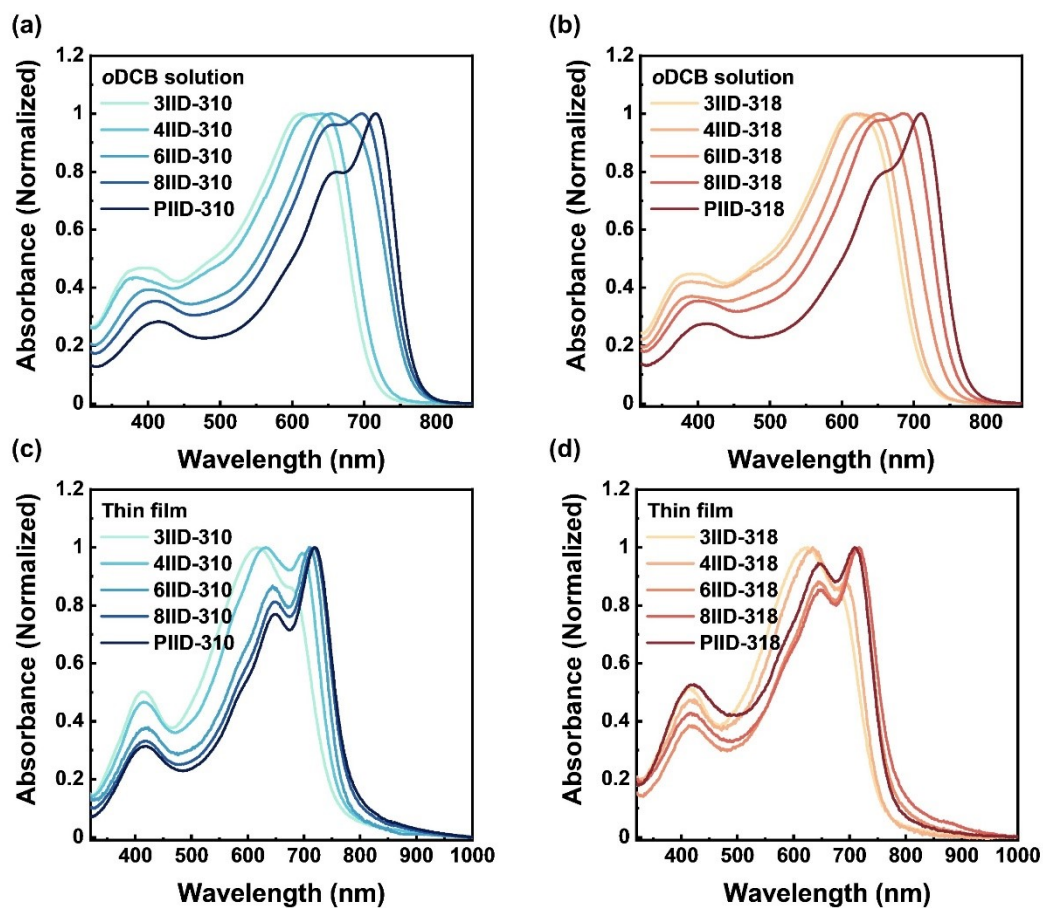 (a)
Absorbance (Normalized)
1.2
1
0.8
0.6
0.4
0.2
0
oDCB solution
3IID-310
4IID-310
6IID-310
8IID-310
PIID-310
400 500 600 700 800
Wavelength (nm)
(b)
Absorbance (Normalized)
1.2
1
0.8
0.6
0.4
0.2
0
oDCB solution
3IID-318
4IID-318
6IID-318
8IID-318
PIID-318
400 500 600 700 800
Wavelength (nm)
(c)
Absorbance (Normalized)
1.2
1
0.8
0.6
0.4
0.2
0
Thin film
3IID-310
4IID-310
6IID-310
8IID-310
PIID-310
400 500 600 700 800 900 1000
Wavelength (nm)
(d)
Absorbance (Normalized)
1.2
1
0.8
0.6
0.4
0.2
0
Thin film
3IID-318
4IID-318
6IID-318
8IID-318
PIID-318
400 500 600 700 800 900 1000
Wavelength (nm)